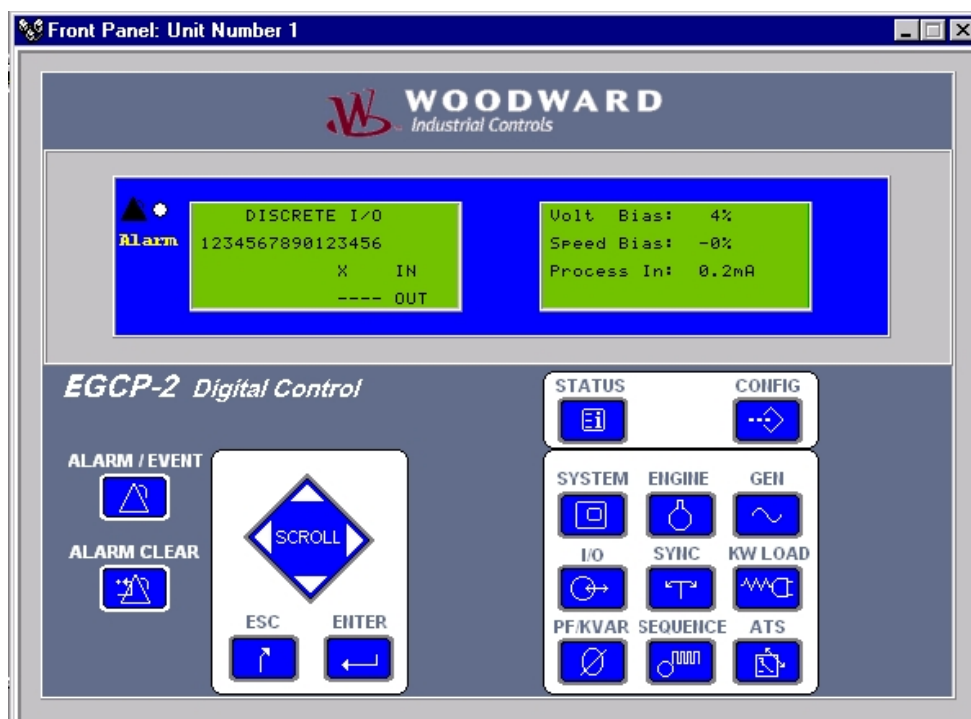 Front Panel: Unit Number 1
WOODWARD
Industrial Controls
Alarm
DISCRETE I/O
1234567890123456
X IN
---- OUT
Volt Bias: 4%
Speed Bias: -0%
Process In: 0.2mA
EGCP-2 Digital Control
STATUS CONFIG
ALARM / EVENT
SYSTEM ENGINE GEN
SCROLL
ALARM CLEAR
I/O SYNC KW LOAD
ESC ENTER
PF/KVAR SEQUENCE ATS